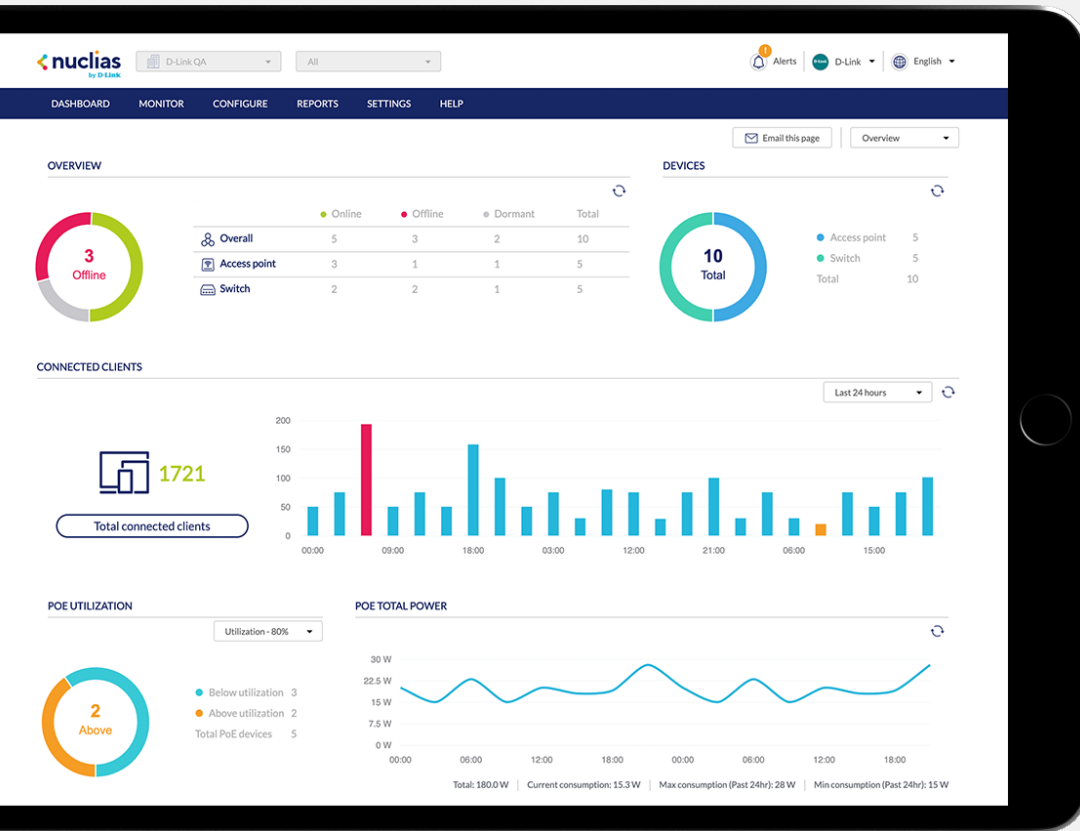 nuclias
by D-Link
D-Link QA
All
!
Alerts
D-Link
English
DASHBOARD MONITOR CONFIGURE REPORTS SETTINGS HELP
Email this page
Overview
OVERVIEW
Online Offline Dormant Total
Overall 5 3 2 10
Access point 3 1 1 5
Switch 2 2 1 5
3
Offline
DEVICES
10
Total
Access point 5
Switch 5
Total 10
CONNECTED CLIENTS
Last 24 hours
1721
Total connected clients
200
150
100
50
0
00:00 09:00 18:00 03:00 12:00 21:00 06:00 15:00
POE UTILIZATION
Utilization - 80%
2
Above
Below utilization 3
Above utilization 2
Total PoE devices 5
POE TOTAL POWER
30 W
22.5 W
15 W
7.5 W
0 W
00:00 06:00 12:00 18:00 00:00 06:00 12:00 18:00
Total: 180.0 W Current consumption: 15.3 W Max consumption (Past 24hr): 28 W Min consumption (Past 24hr): 15 W